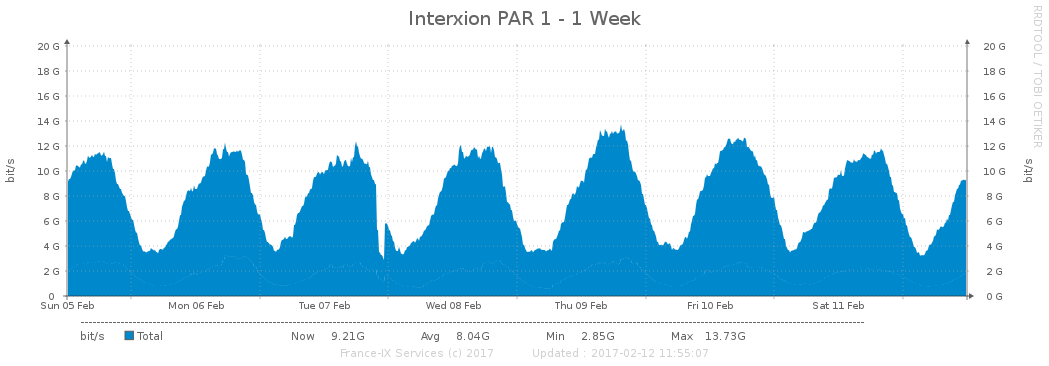 Interxion PAR 1 - 1 Week
RRDTOOL / TOBI OETIKER
bit/s
20 G 20 G
18 G 18 G
16 G 16 G
14 G 14 G
12 G 12 G
10 G 10 G
8 G 8 G
6 G 6 G
4 G 4 G
2 G 2 G
0 0 G
bit/s
Sun 05 Feb Mon 06 Feb Tue 07 Feb Wed 08 Feb Thu 09 Feb Fri 10 Feb Sat 11 Feb
bit/s Total Now 9.21G Avg 8.04G Min 2.85G Max 13.73G
France-IX Services (c) 2017 Updated : 2017-02-12 11:55:07